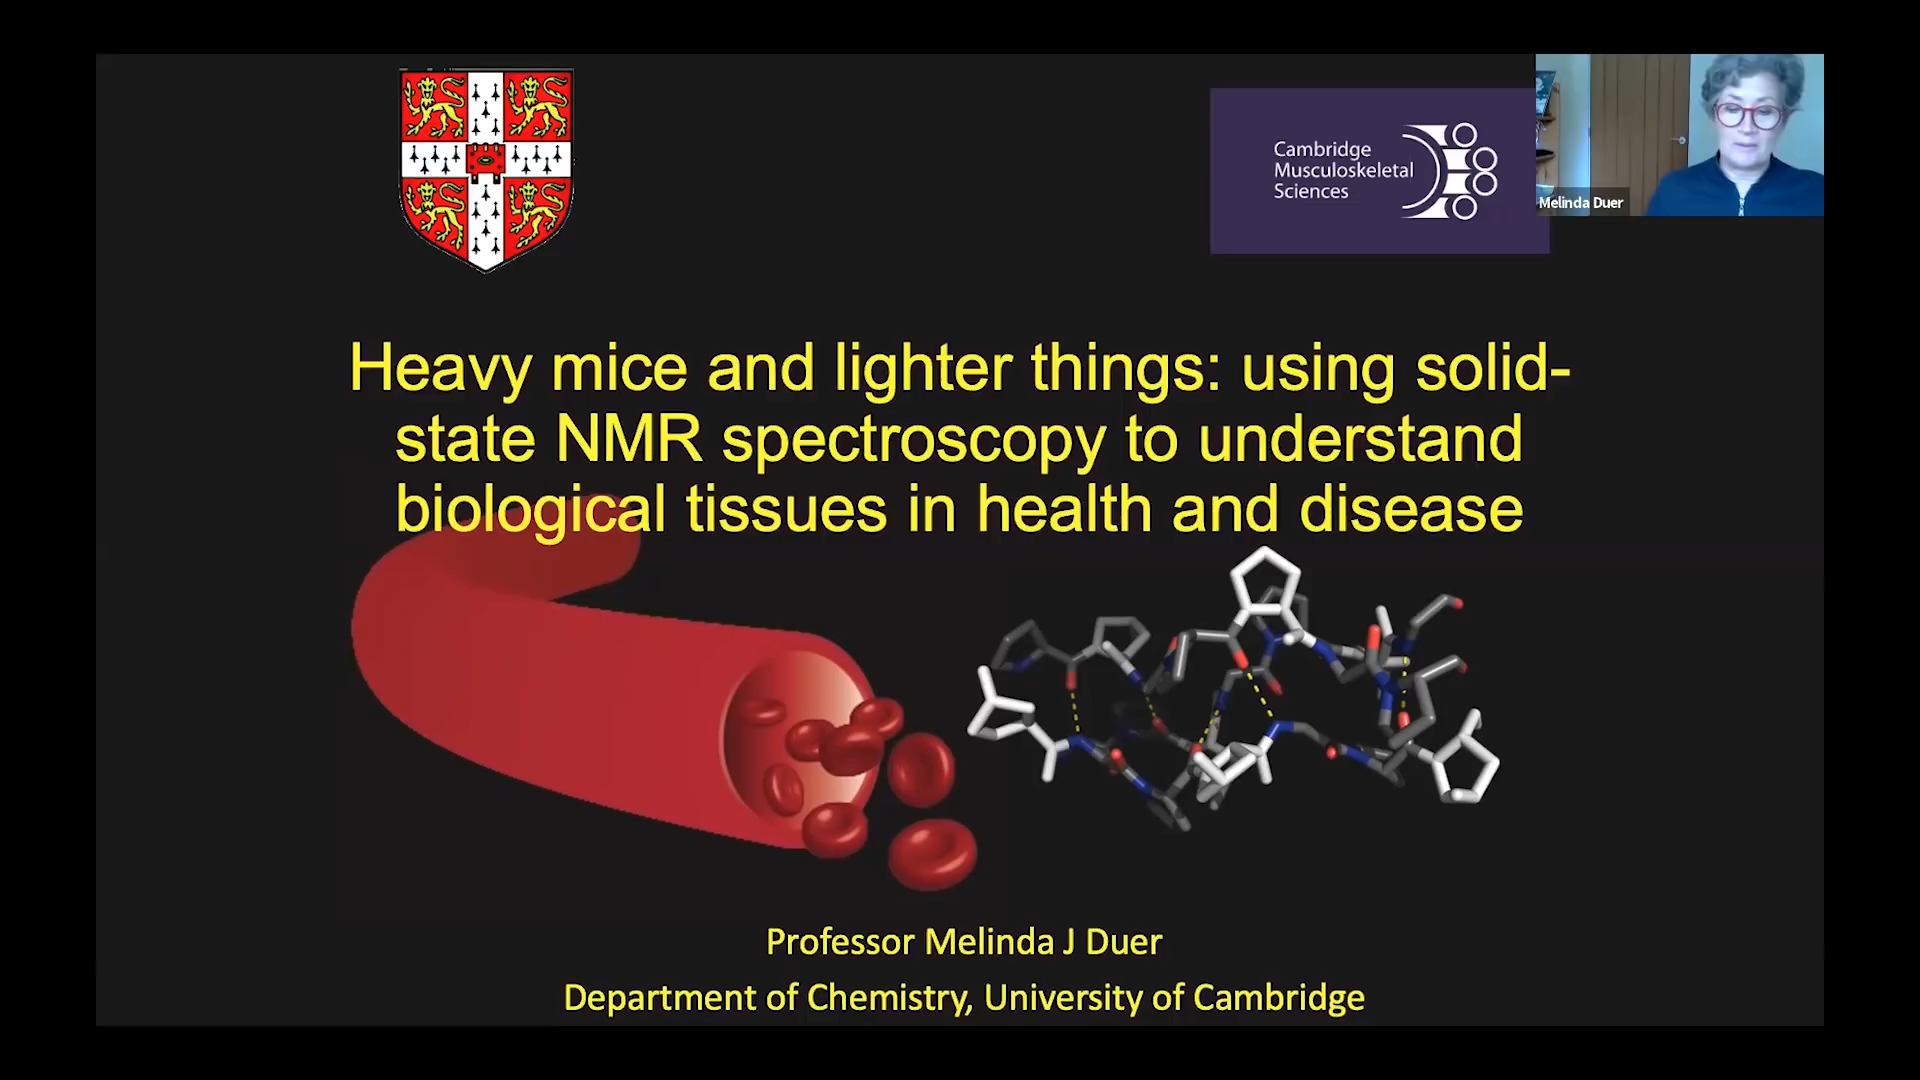 Cambridge
Musculoskeletal
Sciences
Melinda Duer
Heavy mice and lighter things: using solid-
state NMR spectroscopy to understand
biological tissues in health and disease
Professor Melinda J Duer
Department of Chemistry, University of Cambridge